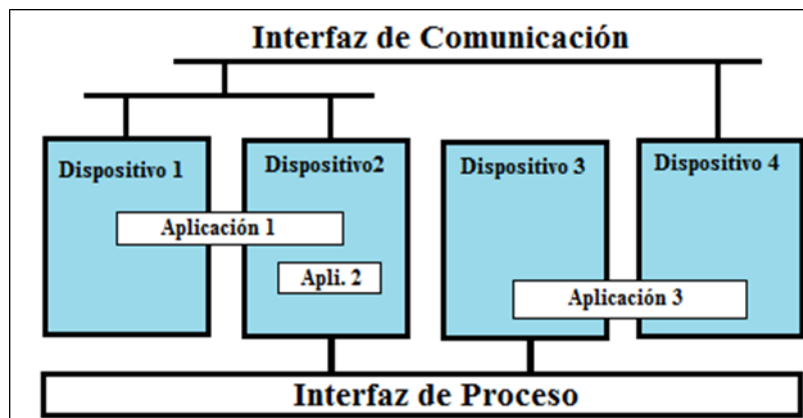 Interfaz de Comunicación
Dispositivo 1
Dispositivo2
Dispositivo 3
Dispositivo 4
Aplicación 1
Apli. 2
Aplicación 3
Interfaz de Proceso